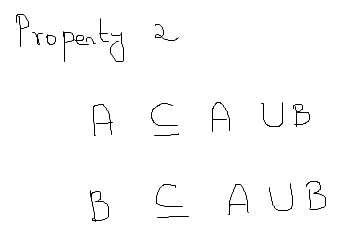 Property 2
A ⊆ A ∪ B
B ⊆ A ∪ B